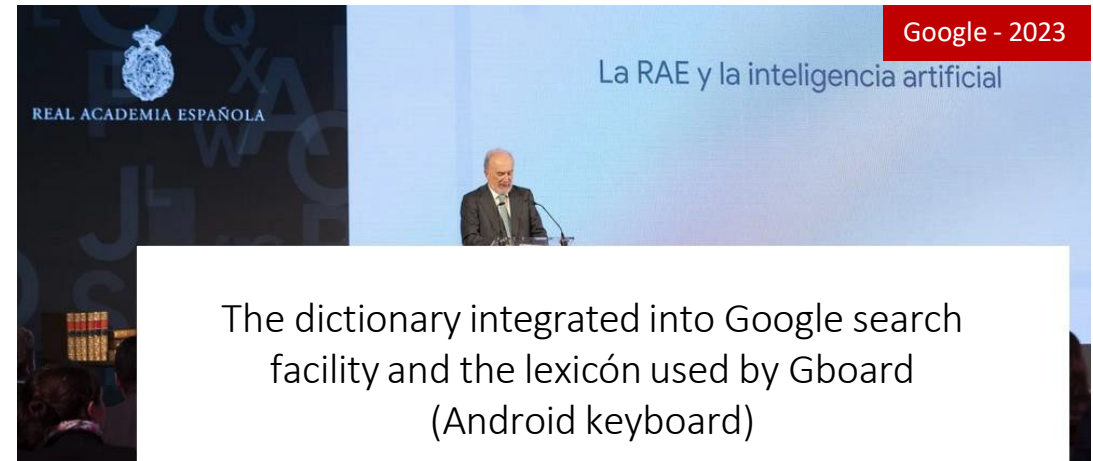 Google - 2023
La RAE y la inteligencia artificial
REAL ACADEMIA ESPAÑOLA
The dictionary integrated into Google search
facility and the lexicón used by Gboard
(Android keyboard)